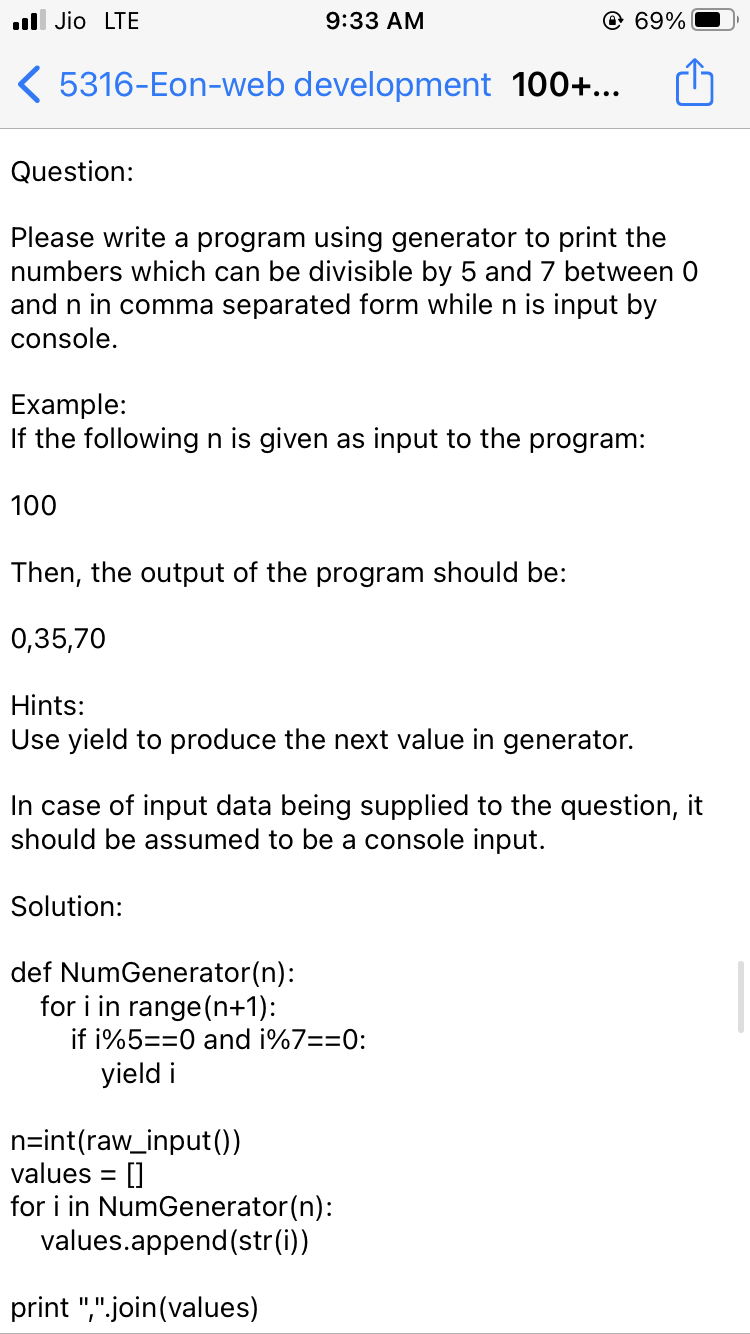 Jio LTE 9:33 AM 69%
5316-Eon-web development 100+...
Question:
Please write a program using generator to print the
numbers which can be divisible by 5 and 7 between 0
and n in comma separated form while n is input by
console.
Example:
If the following n is given as input to the program:
100
Then, the output of the program should be:
0,35,70
Hints:
Use yield to produce the next value in generator.
In case of input data being supplied to the question, it
should be assumed to be a console input.
Solution:
def NumGenerator(n):
    for i in range(n+1):
        if i%5==0 and i%7==0:
            yield i
n=int(raw_input())
values = []
for i in NumGenerator(n):
    values.append(str(i))
print ",".join(values)